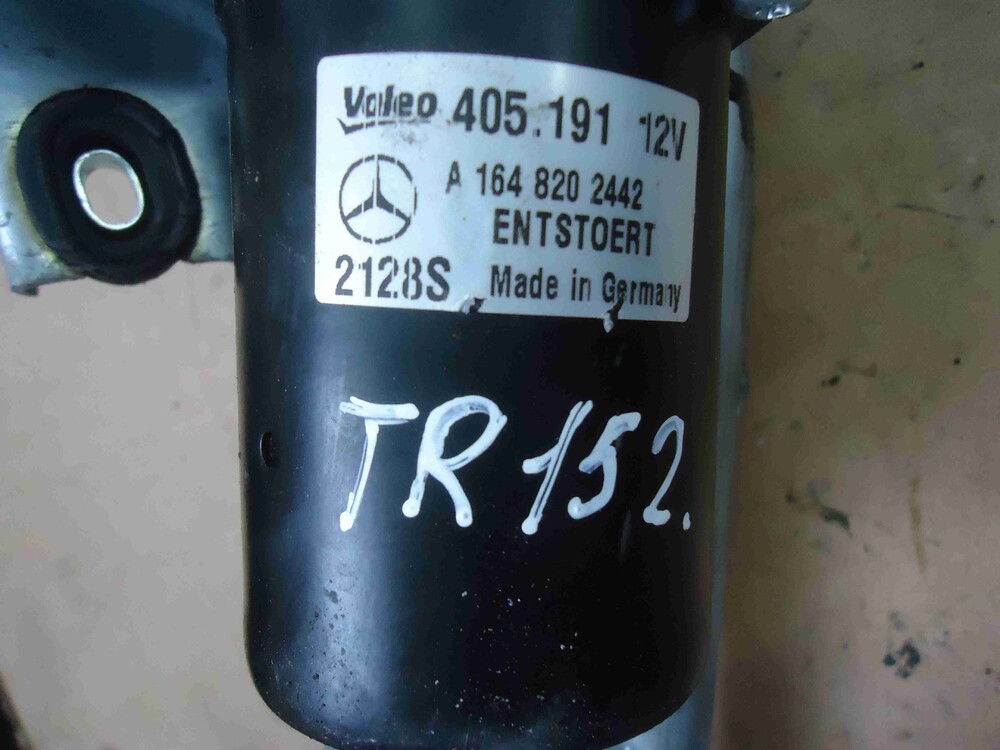 Valeo 405.191 12V
A 164 820 2442
ENTSTOERT
2128S Made in Germany
TR152.